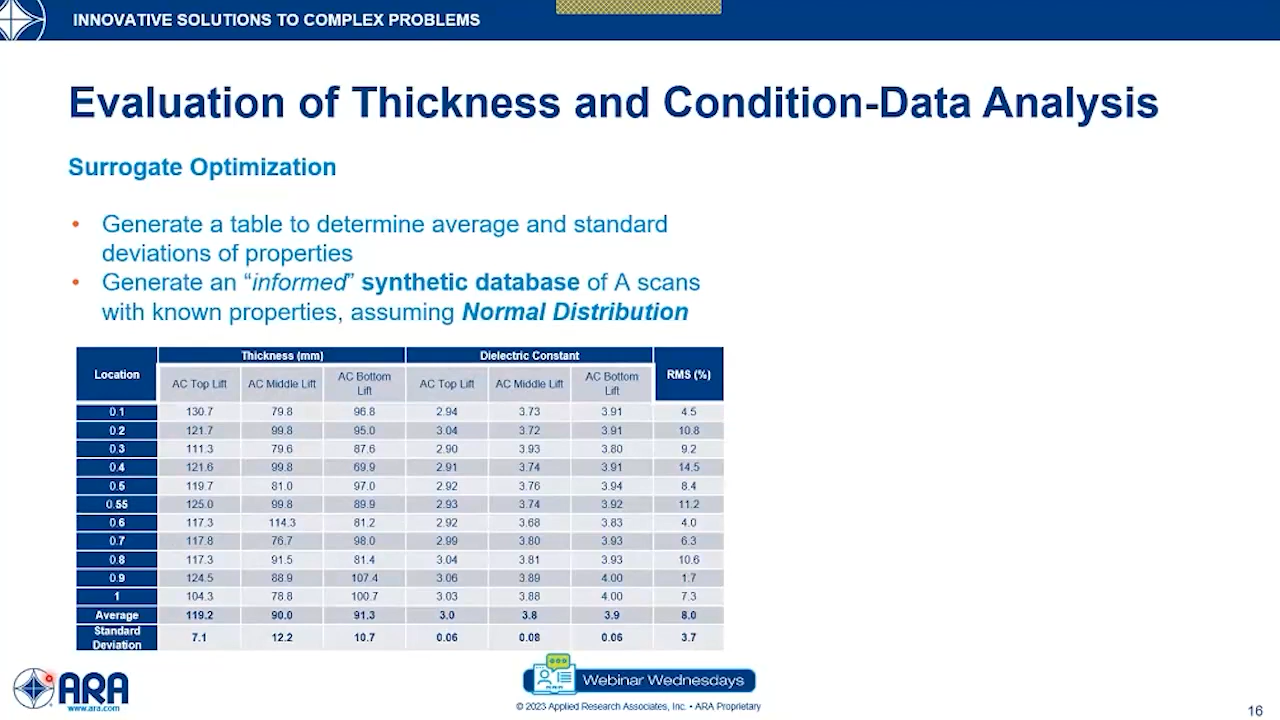 INNOVATIVE SOLUTIONS TO COMPLEX PROBLEMS
Evaluation of Thickness and Condition-Data Analysis
Surrogate Optimization
• Generate a table to determine average and standard
deviations of properties
• Generate an “informed” synthetic database of A scans
with known properties, assuming Normal Distribution
Location Thickness (mm) Dielectric Constant RMS (%)
AC Top Lift AC Middle Lift AC Bottom Lift AC Top Lift AC Middle Lift AC Bottom Lift
0.1 130.7 79.8 96.8 2.94 3.73 3.91 4.5
0.2 121.7 99.8 95.0 3.04 3.72 3.91 10.8
0.3 111.3 79.6 87.6 2.90 3.93 3.80 9.2
0.4 121.6 99.8 69.9 2.91 3.74 3.91 14.5
0.5 119.7 81.0 97.0 2.92 3.76 3.94 8.4
0.55 125.0 99.8 89.9 2.93 3.74 3.92 11.2
0.6 117.3 114.3 81.2 2.92 3.68 3.83 4.0
0.7 117.8 76.7 98.0 2.99 3.80 3.93 6.3
0.8 117.3 91.5 81.4 3.04 3.81 3.93 10.6
0.9 124.5 88.9 107.4 3.06 3.89 4.00 1.7
1 104.3 78.8 100.7 3.03 3.88 4.00 7.3
Average 119.2 90.0 91.3 3.0 3.8 3.9 8.0
Standard Deviation 7.1 12.2 10.7 0.06 0.08 0.06 3.7
ARA
www.ara.com
Webinar Wednesdays
© 2023 Applied Research Associates, Inc. • ARA Proprietary
16